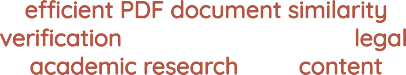 efficient PDF document similarity
verification legal
academic research content